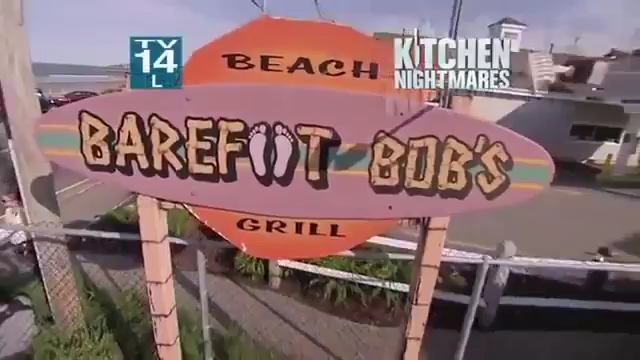 TV
14
L
KITCHEN
NIGHTMARES
BEACH
BAREFOOT BOB'S
GRILL